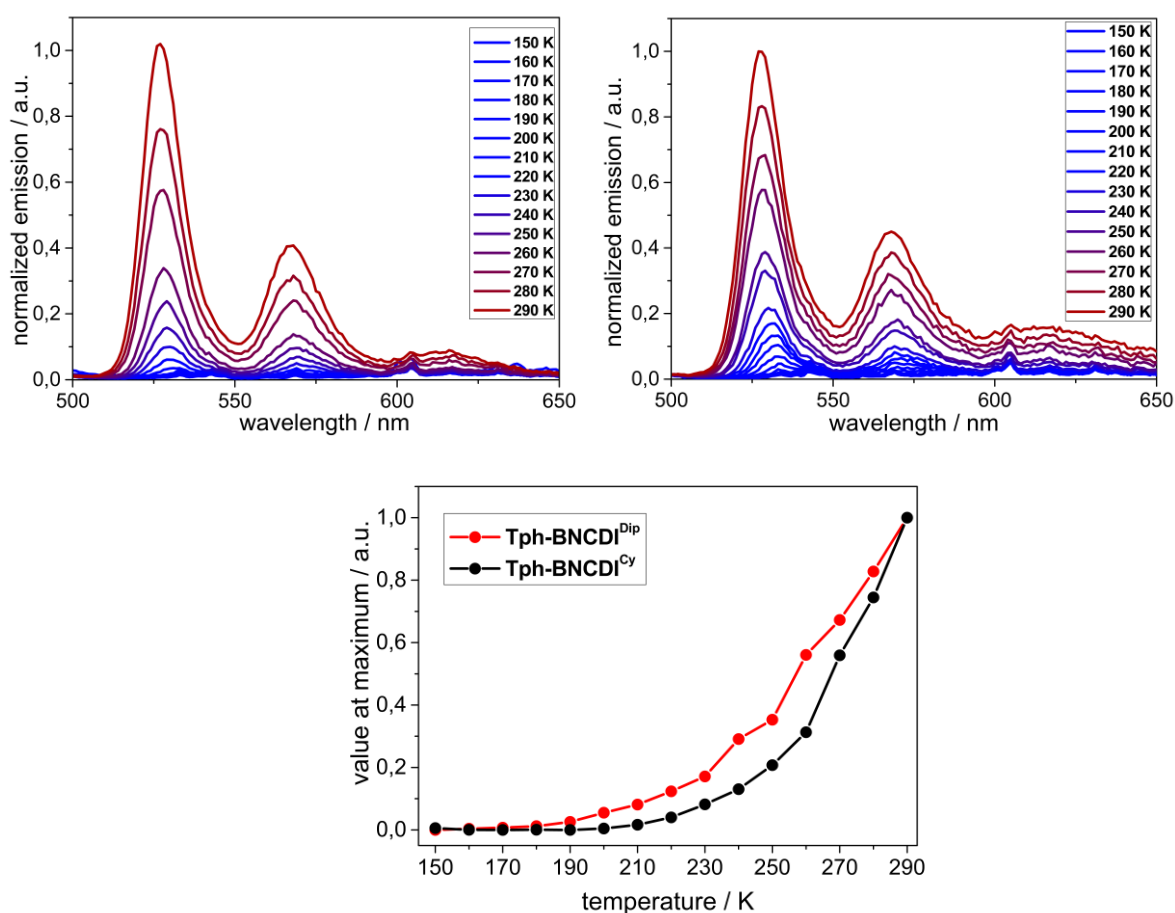 normalized emission / a.u.
1,0
0,8
0,6
0,4
0,2
0,0
500
550
600
650
wavelength / nm
150 K
160 K
170 K
180 K
190 K
200 K
210 K
220 K
230 K
240 K
250 K
260 K
270 K
280 K
290 K
normalized emission / a.u.
1,0
0,8
0,6
0,4
0,2
0,0
500
550
600
650
wavelength / nm
150 K
160 K
170 K
180 K
190 K
200 K
210 K
220 K
230 K
240 K
250 K
260 K
270 K
280 K
290 K
value at maximum / a.u.
1,0
0,8
0,6
0,4
0,2
0,0
Tph-BNCDI^Dip
Tph-BNCDI^Cy
150
170
190
210
230
250
270
290
temperature / K